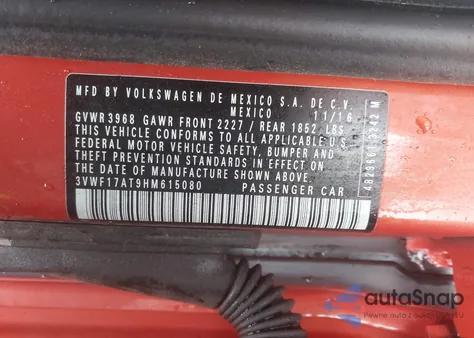 MFD BY VOLKSWAGEN DE MEXICO S.A. DE C.V.
MEXICO 11/16
GVWR3968 GAWR FRONT 2227 / REAR 1852 LBS
THIS VEHICLE CONFORMS TO ALL APPLICABLE
FEDERAL MOTOR VEHICLE SAFETY, BUMPER, AND
THEFT PREVENTION STANDARDS IN EFFECT ON
THE DATE OF MANUFACTURE SHOWN ABOVE.
3VWF17AT9HM615080 PASSENGER CAR
autoSnap